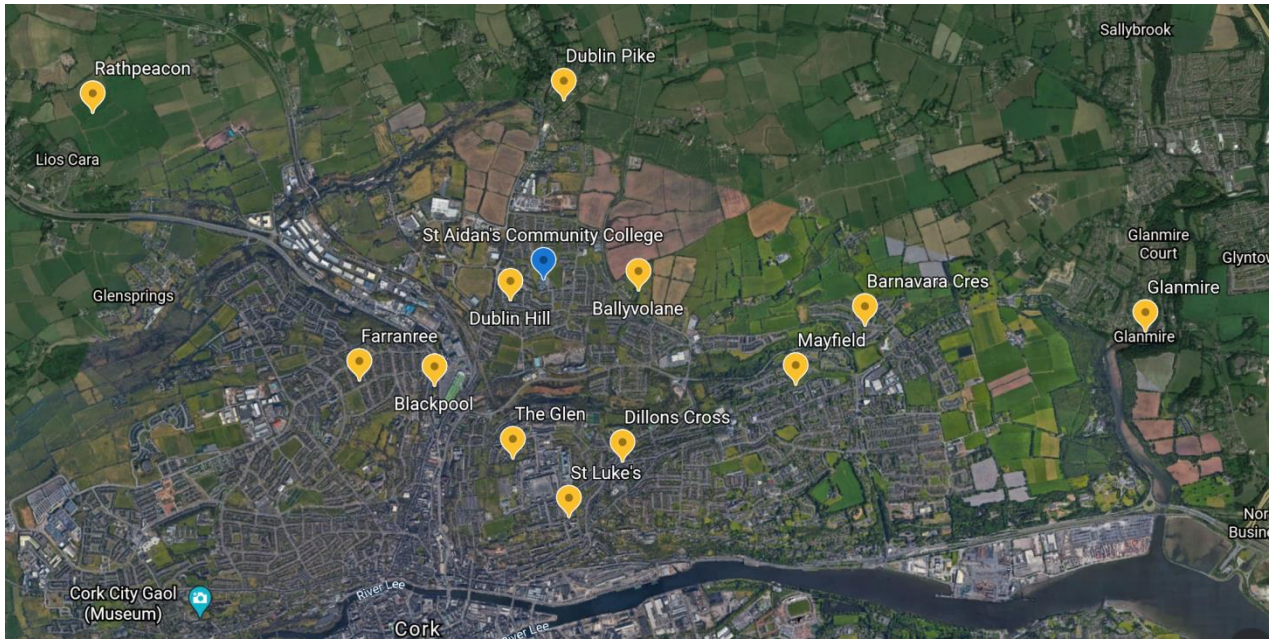 Sallybrook
Dublin Pike
Rathpeacon
Lios Cara
St Aidan's Community College
Glanmire
Court
Glyntow
Barnavara Cres
Glensprings
Dublin Hill
Ballyvolane
Glanmire
Farranree
Mayfield
Glanmire
Blackpool
The Glen
Dillons Cross
St Luke's
Nor
Busine
Cork City Gaol
(Museum)
River Lee
Cork
River Lee